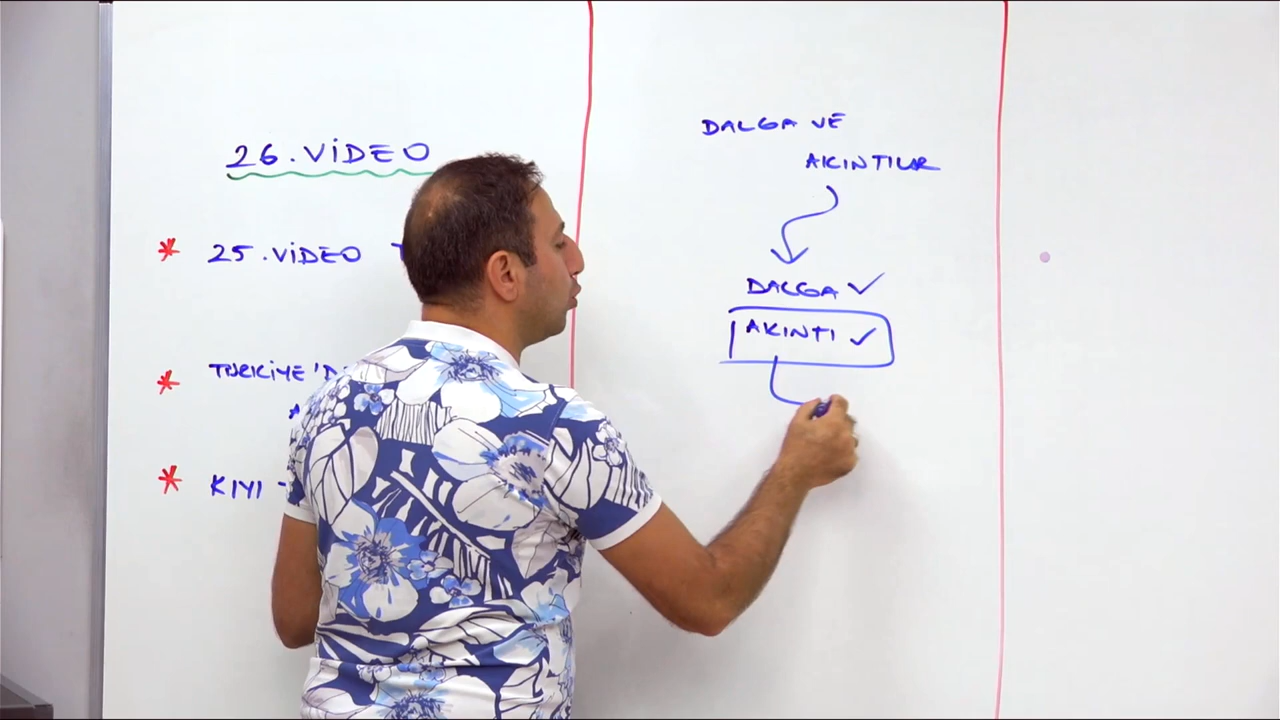 26.VİDEO
* 25.VİDEO
* TÜRKİYE'D
* KIYI -
DALGA VE
AKINTILAR
DALGA ✓
AKINTI ✓